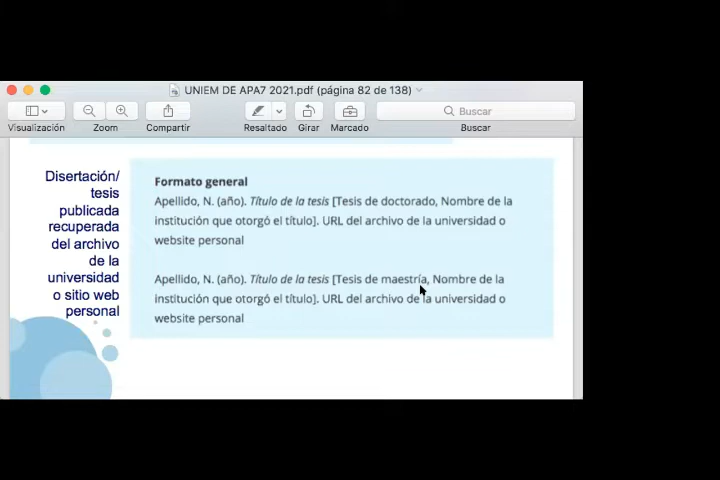 UNIEM DE APA7 2021.pdf (página 82 de 138)
Buscar
Visualización Zoom Compartir Resaltado Girar Marcado Buscar
Disertación/
tesis
publicada
recuperada
del archivo
de la
universidad
o sitio web
personal
Formato general
Apellido, N. (año). Título de la tesis [Tesis de doctorado, Nombre de la
institución que otorgó el título]. URL del archivo de la universidad o
website personal
Apellido, N. (año). Título de la tesis [Tesis de maestría, Nombre de la
institución que otorgó el título]. URL del archivo de la universidad o
website personal